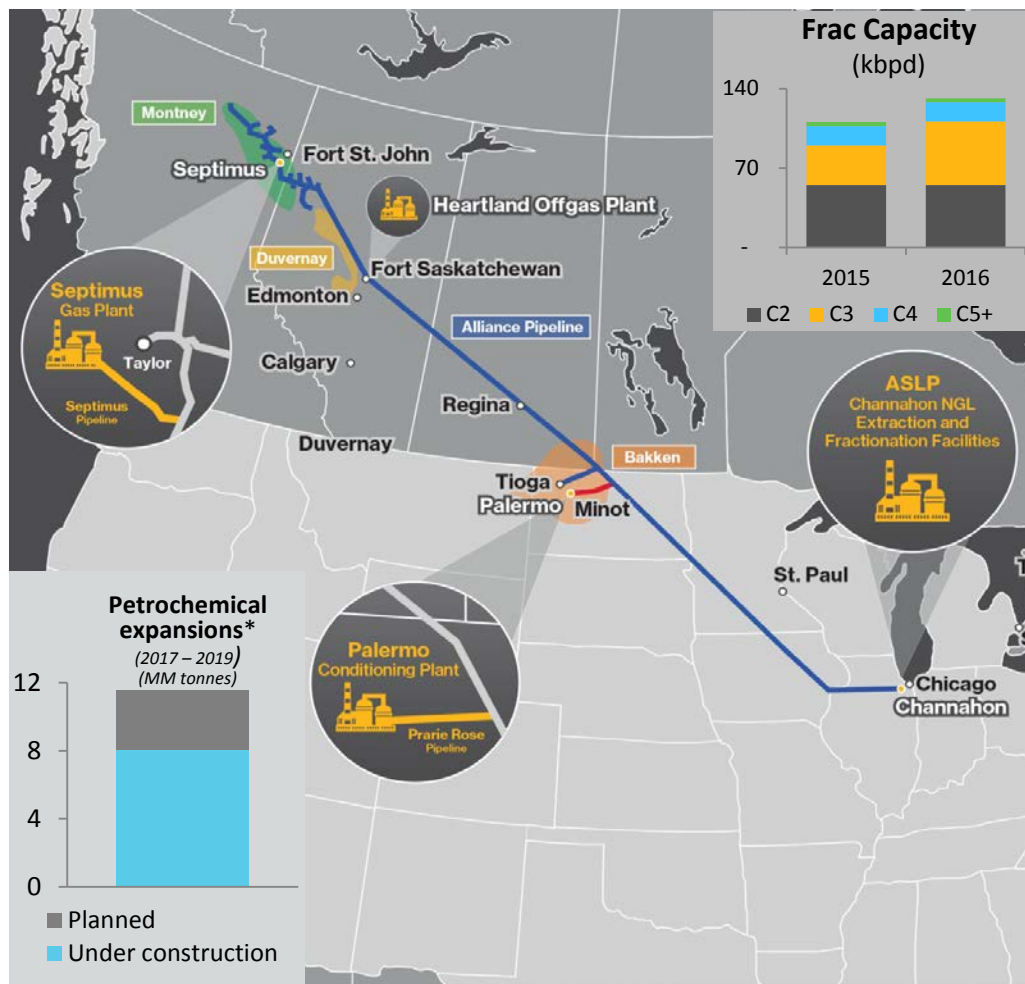 Frac Capacity
(kbpd)
140
70
-
2015
2016
C2
C3
C4
C5+
Montney
Fort St. John
Septimus
Heartland Offgas Plant
Duvernay
Fort Saskatchewan
Edmonton
Septimus
Gas Plant
Taylor
Septimus
Pipeline
Alliance Pipeline
Calgary
Regina
Duvernay
Bakken
Tioga
Palermo
Minot
ASLP
Channahon NGL
Extraction and
Fractionation Facilities
St. Paul
Chicago
Channahon
Palermo
Conditioning Plant
Prarie Rose
Pipeline
Petrochemical
expansions*
(2017 – 2019)
(MM tonnes)
12
8
4
0
Planned
Under construction